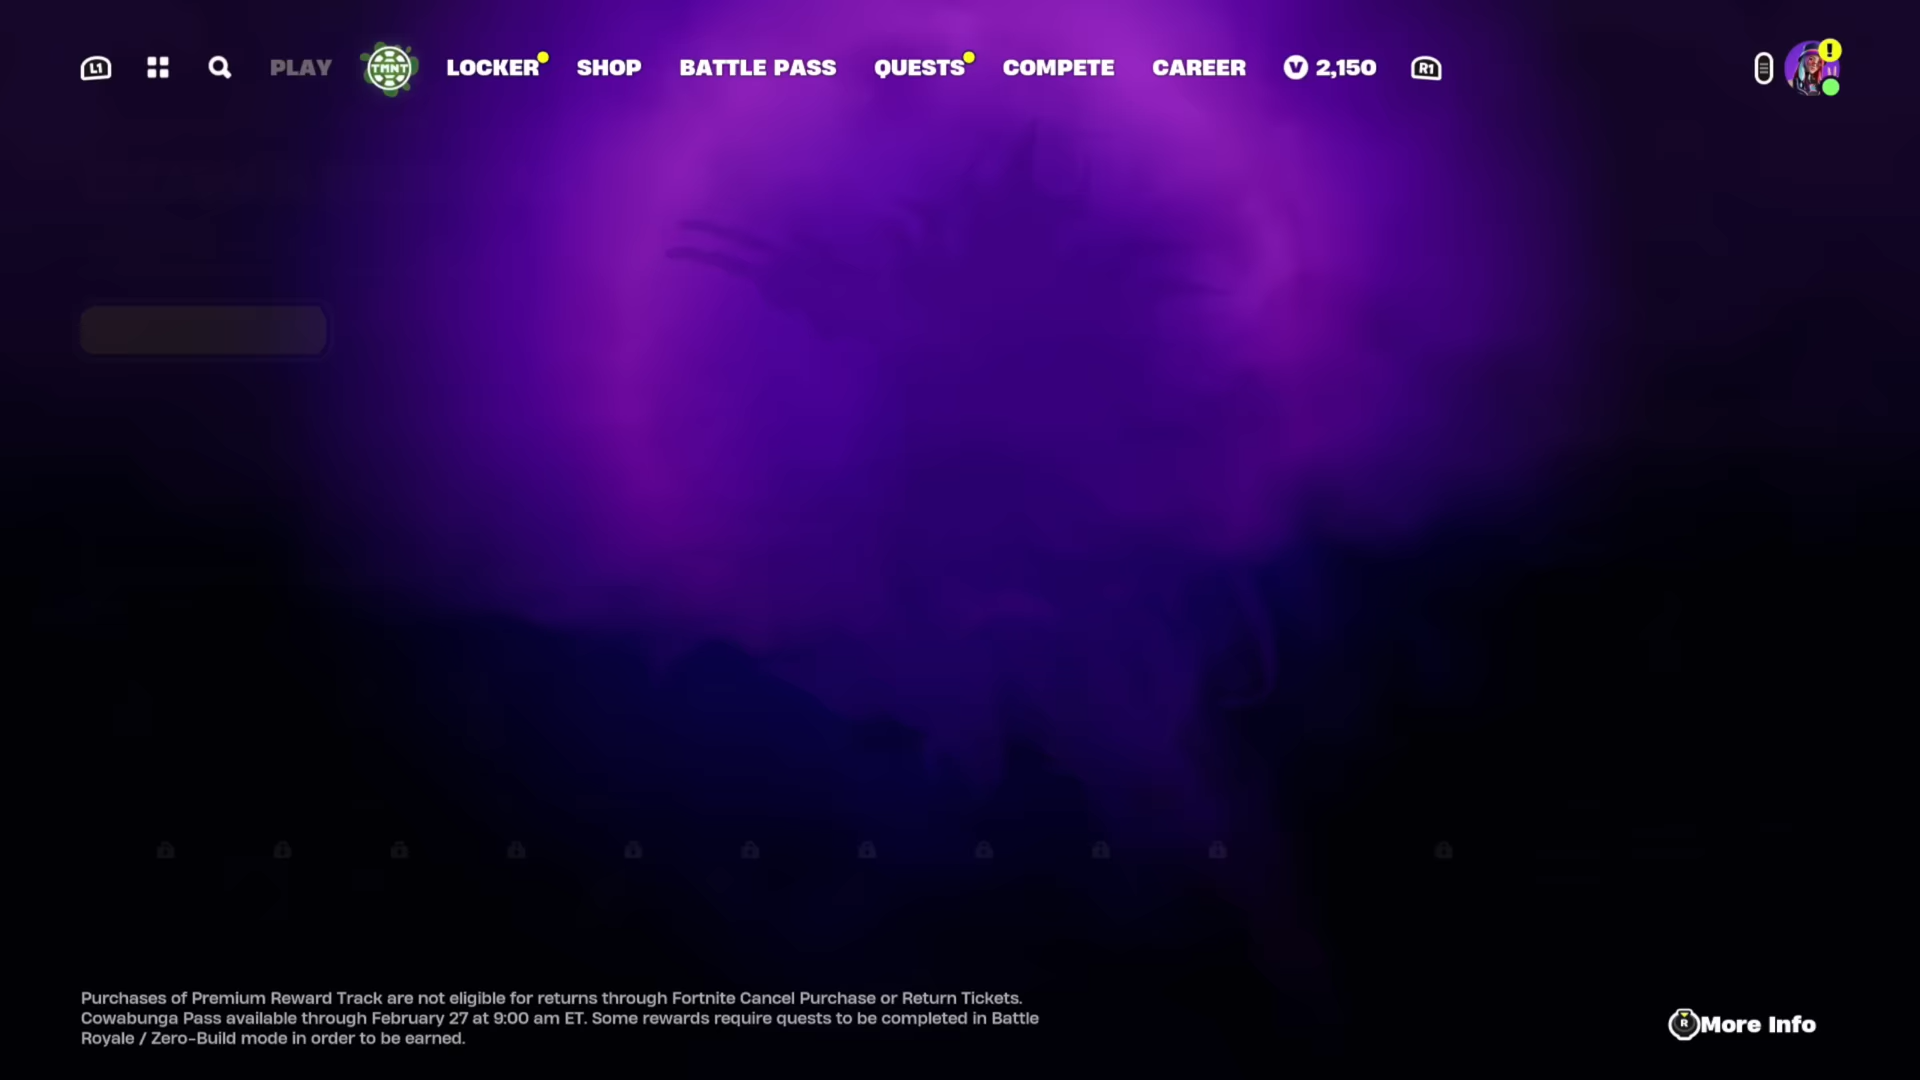 L1 PLAY TMNT LOCKER SHOP BATTLE PASS QUESTS COMPETE CAREER V 2,150 R1 !
Purchases of Premium Reward Track are not eligible for returns through Fortnite Cancel Purchase or Return Tickets.
Cowabunga Pass available through February 27 at 9:00 am ET. Some rewards require quests to be completed in Battle
Royale / Zero-Build mode in order to be earned.
R More Info